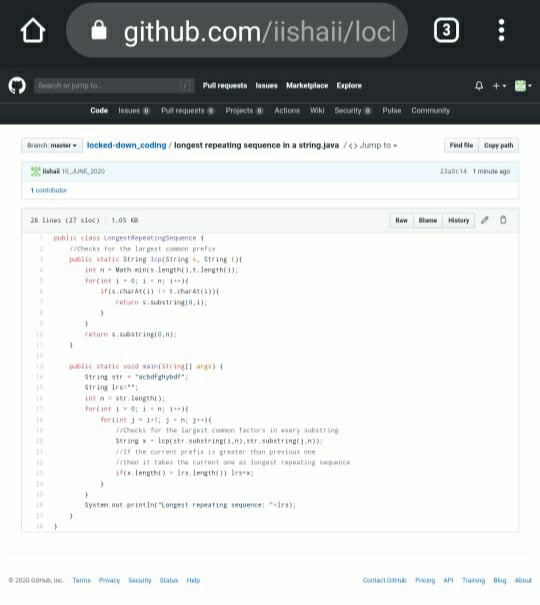 github.com/iishaii/locl
3
Search or jump to...
/
Pull requests Issues Marketplace Explore
Code Issues 0 Pull requests 0 Projects 0 Actions Wiki Security 0 Pulse Community
Branch: master
locked-down_coding / longest repeating sequence in a string.java / <> Jump to
Find file Copy path
iishaii 10_JUNE_2020
23a0c14 1 minute ago
1 contributor
28 lines (27 sloc) 1.05 KB
Raw Blame History
1 public class LongestRepeatingSequence {
2 //Checks for the largest common prefix
3 public static String lcp(String s, String t){
4 int n = Math.min(s.length(),t.length());
5 for(int i = 0; i < n; i++){
6 if(s.charAt(i) != t.charAt(i)){
7 return s.substring(0,i);
8 }
9 }
10 return s.substring(0,n);
11 }
12
13 public static void main(String[] args) {
14 String str = "acbdfghybdf";
15 String lrs="";
16 int n = str.length();
17 for(int i = 0; i < n; i++){
18 for(int j = i+1; j < n; j++){
19 //Checks for the largest common factors in every substring
20 String x = lcp(str.substring(i,n),str.substring(j,n));
21 //If the current prefix is greater than previous one
22 //then it takes the current one as longest repeating sequence
23 if(x.length() > lrs.length()) lrs=x;
24 }
25 }
26 System.out.println("Longest repeating sequence: "+lrs);
27 }
28 }
© 2020 GitHub, Inc. Terms Privacy Security Status Help
Contact GitHub Pricing API Training Blog About